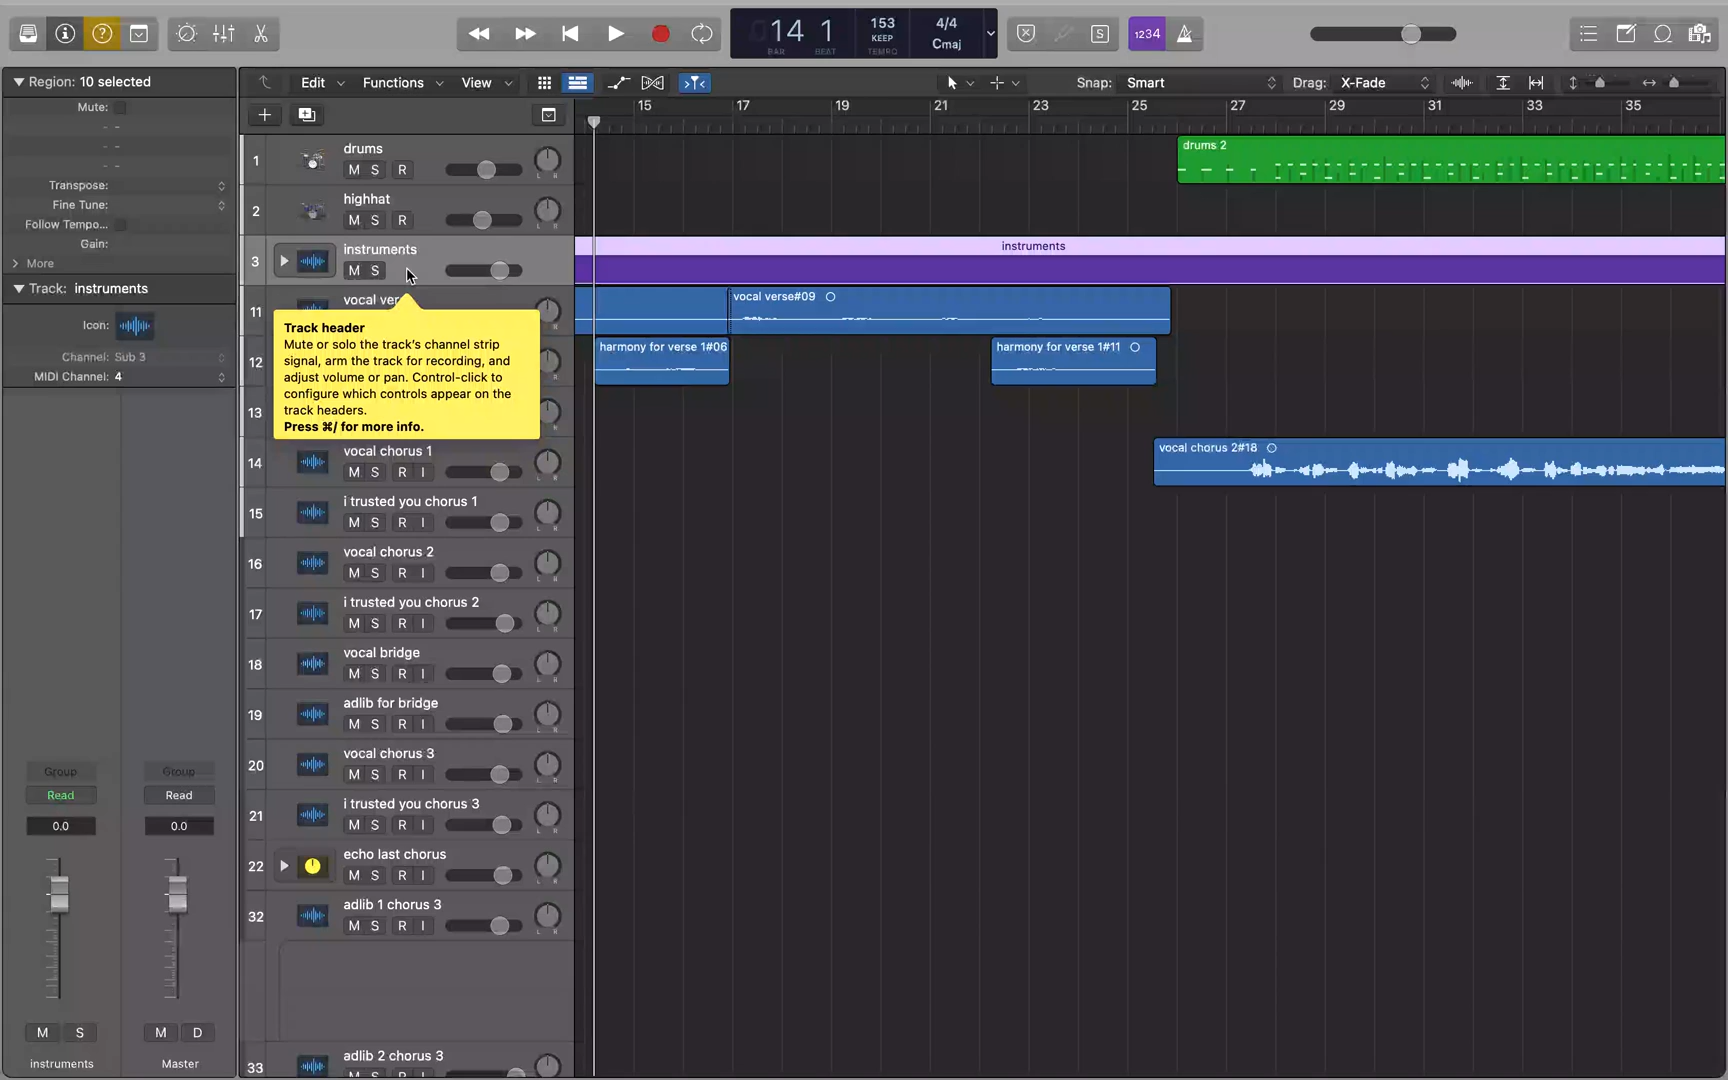 14 1
BAR BEAT
153
KEEP
TEMPO
4/4
Cmaj
S
1234
Region: 10 selected
Mute:
Transpose:
Fine Tune:
Follow Tempo...
Gain:
More
Track: instruments
Icon:
Channel: Sub 3
MIDI Channel: 4
Edit Functions View
Snap: Smart
Drag: X-Fade
15 17 19 21 23 25 27 29 31 33 35
1 drums
M S R
2 highhat
M S R
3 instruments
M S
11 vocal ver
12
13
Track header
Mute or solo the track's channel strip
signal, arm the track for recording, and
adjust volume or pan. Control-click to
configure which controls appear on the
track headers.
Press ⌘/ for more info.
14 vocal chorus 1
M S R I
15 i trusted you chorus 1
M S R I
16 vocal chorus 2
M S R I
17 i trusted you chorus 2
M S R I
18 vocal bridge
M S R I
19 adlib for bridge
M S R I
20 vocal chorus 3
M S R I
21 i trusted you chorus 3
M S R I
22 echo last chorus
M S R I
32 adlib 1 chorus 3
M S R I
33 adlib 2 chorus 3
M S R I
drums 2
instruments
vocal verse#09
harmony for verse 1#06
harmony for verse 1#11
vocal chorus 2#18
Group Group
Read Read
0.0 0.0
M S M D
instruments Master